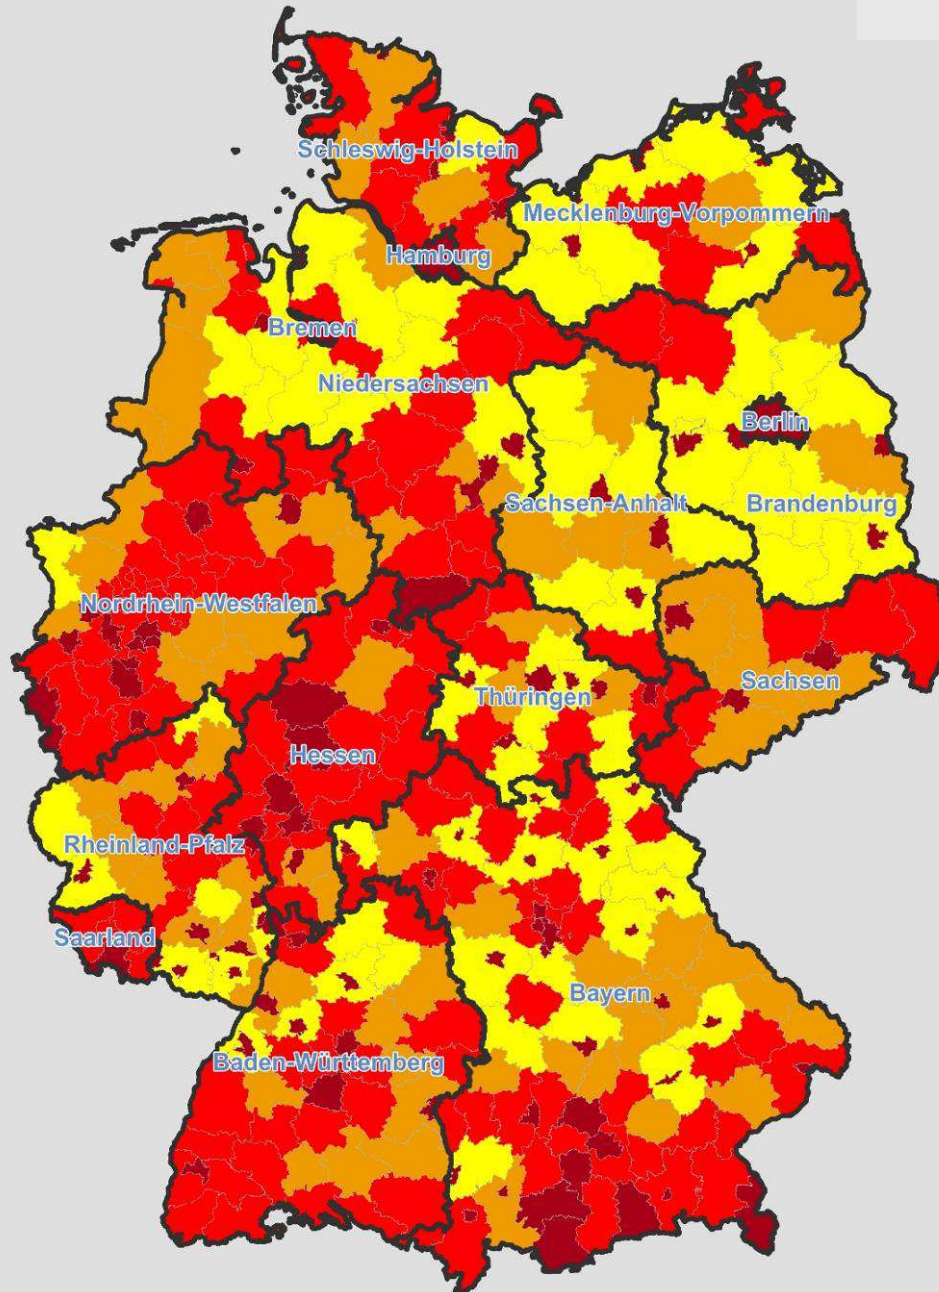 Schleswig-Holstein
Mecklenburg-Vorpommern
Hamburg
Bremen
Niedersachsen
Berlin
Sachsen-Anhalt
Brandenburg
Nordrhein-Westfalen
Sachsen
Thüringen
Hessen
Rheinland-Pfalz
Saarland
Bayern
Baden-Württemberg